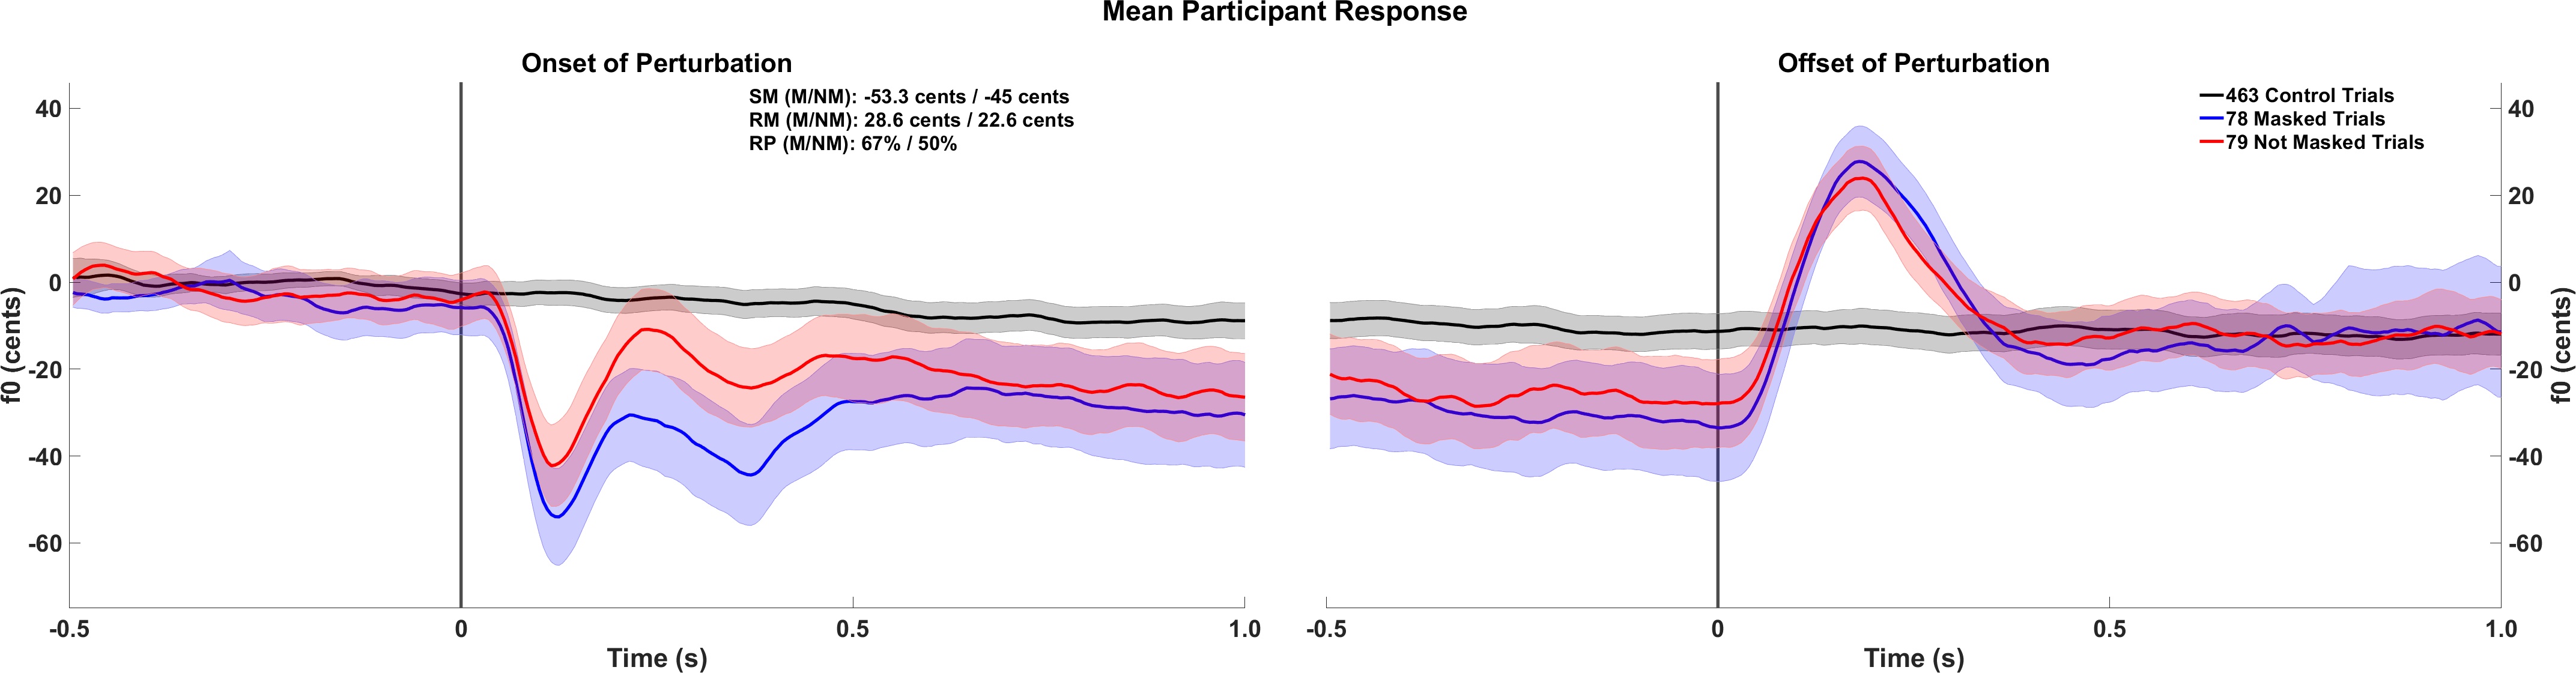 Mean Participant Response
Onset of Perturbation
SM (M/NM): -53.3 cents / -45 cents
RM (M/NM): 28.6 cents / 22.6 cents
RP (M/NM): 67% / 50%
f0 (cents)
40
20
0
-20
-40
-60
-0.5
0
0.5
1.0
Time (s)
Offset of Perturbation
463 Control Trials
78 Masked Trials
79 Not Masked Trials
40
20
0
-20
-40
-60
f0 (cents)
-0.5
0
0.5
1.0
Time (s)